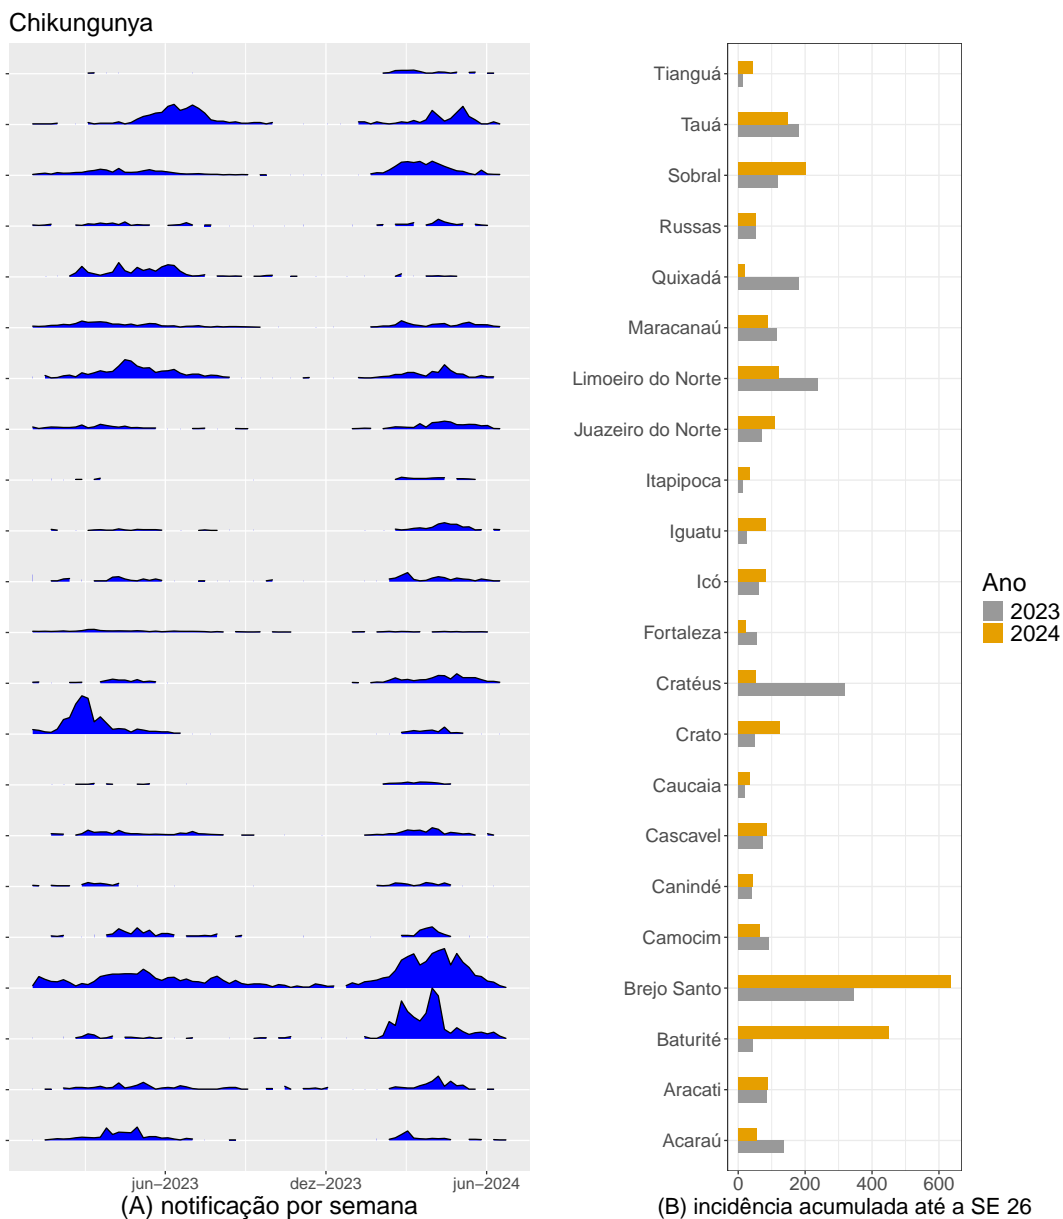 Chikungunya
Tianguá
Tauá
Sobral
Russas
Quixadá
Maracanaú
Limoeiro do Norte
Juazeiro do Norte
Itapipoca
Iguatu
Icó
Fortaleza
Cratéus
Crato
Caucaia
Cascavel
Canindé
Camocim
Brejo Santo
Baturité
Aracati
Acaraú
Ano
2023
2024
jun−2023 dez−2023 jun−2024
(A) notificação por semana
0 200 400 600
(B) incidência acumulada até a SE 26